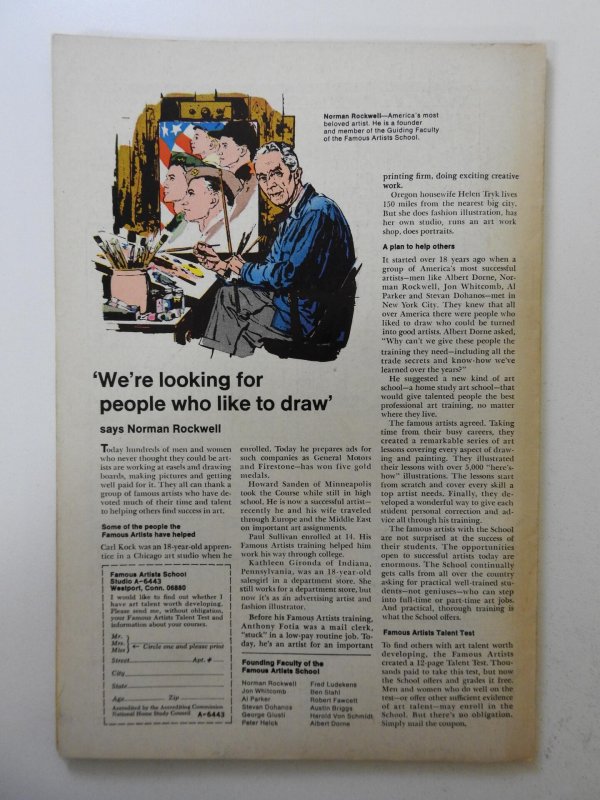 Norman Rockwell—America's most
beloved artist. He is a founder
and member of the Guiding Faculty
of the Famous Artists School.
'We're looking for
people who like to draw'
says Norman Rockwell
Today hundreds of men and women
who never thought they could be art-
ists are working at easels and drawing
boards, making pictures and getting
well paid for it. They all can thank a
group of famous artists who have de-
voted much of their time and talent
to helping others find success in art.
Some of the people the
Famous Artists have helped
Carl Kock was an 18-year-old appren-
tice in a Chicago art studio when he
enrolled. Today he prepares ads for
such companies as General Motors
and Firestone—has won five gold
medals.
Howard Sanden of Minneapolis
took the Course while still in high
school. He is now a successful artist—
recently he and his wife traveled
through Europe and the Middle East
on important art assignments.
Paul Sullivan enrolled at 14. His
Famous Artists training helped him
work his way through college.
Kathleen Gironda of Indiana,
Pennsylvania, was an 18-year-old
salesgirl in a department store. She
still works for a department store, but
now it's as an advertising artist and
fashion illustrator.
Before his Famous Artists training,
Anthony Fotia was a mail clerk,
"stuck" in a low-pay routine job. To-
day, he's an artist for an important
printing firm, doing exciting creative
work.
Oregon housewife Helen Tryk lives
150 miles from the nearest big city.
But she does fashion illustration, has
her own studio, runs an art work
shop, does portraits.
A plan to help others
It started over 18 years ago when a
group of America's most successful
artists—men like Albert Dorne, Nor-
man Rockwell, Jon Whitcomb, Al
Parker and Stevan Dohanos—met in
New York City. They knew that all
over America there were people who
liked to draw who could be turned
into good artists. Albert Dorne asked,
"Why can't we give these people the
training they need—including all the
trade secrets and know-how we've
learned over the years?"
He suggested a new kind of art
school—a home study art school—that
would give talented people the best
professional art training, no matter
where they live.
The famous artists agreed. Taking
time from their busy careers, they
created a remarkable series of art
lessons covering every aspect of draw-
ing and painting. They illustrated
their lessons with over 5,000 "here's-
how" illustrations. The lessons start
from scratch and cover every skill a
top artist needs. Finally, they de-
veloped a wonderful way to give each
student personal correction and ad-
vice all through his training.
The famous artists with the School
are not surprised at the success of
their students. The opportunities
open to successful artists today are
enormous. The School continually
gets calls from all over the country
asking for practical well-trained stu-
dents—not geniuses—who can step
into full-time or part-time art jobs.
And practical, thorough training is
what the School offers.
Famous Artists Talent Test
To find others with art talent worth
developing, the Famous Artists
created a 12-page Talent Test. Thou-
sands paid to take this test, but now
the School offers and grades it free.
Men and women who do well on the
test—or offer other sufficient evidence
of art talent—may enroll in the
School. But there's no obligation.
Simply mail the coupon.
Famous Artists School
Studio A-6443
Westport, Conn. 06880
I would like to find out whether I
have art talent worth developing.
Please send me, without obligation,
your Famous Artists Talent Test and
information about your courses.
Mr.
Mrs. ← Circle one and please print
Miss
Street Apt. #
City
State
Age Zip
Accredited by the Accrediting Commission
National Home Study Council A-6443
Founding Faculty of the
Famous Artists School
Norman Rockwell
Jon Whitcomb
Al Parker
Stevan Dohanos
George Giusti
Peter Helck
Fred Ludekens
Ben Stahl
Robert Fawcett
Austin Briggs
Harold Von Schmidt
Albert Dorne